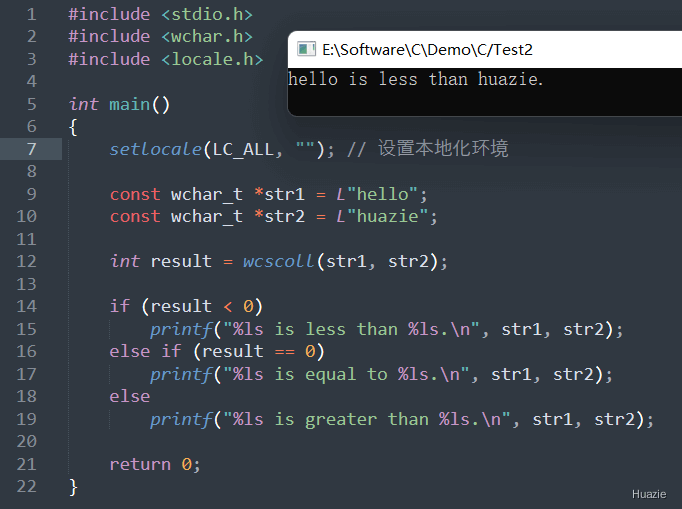 1 #include <stdio.h>
2 #include <wchar.h>
3 #include <locale.h>
4
5 int main()
6 {
7     setlocale(LC_ALL, ""); // 设置本地化环境
8
9     const wchar_t *str1 = L"hello";
10     const wchar_t *str2 = L"huazie";
11
12     int result = wcscoll(str1, str2);
13
14     if (result < 0)
15         printf("%ls is less than %ls.\n", str1, str2);
16     else if (result == 0)
17         printf("%ls is equal to %ls.\n", str1, str2);
18     else
19         printf("%ls is greater than %ls.\n", str1, str2);
20
21     return 0;
22 }
E:\Software\C\Demo\C/Test2
hello is less than huazie.
Huazie